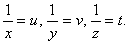 1/x = u, 1/y = v, 1/z = t.